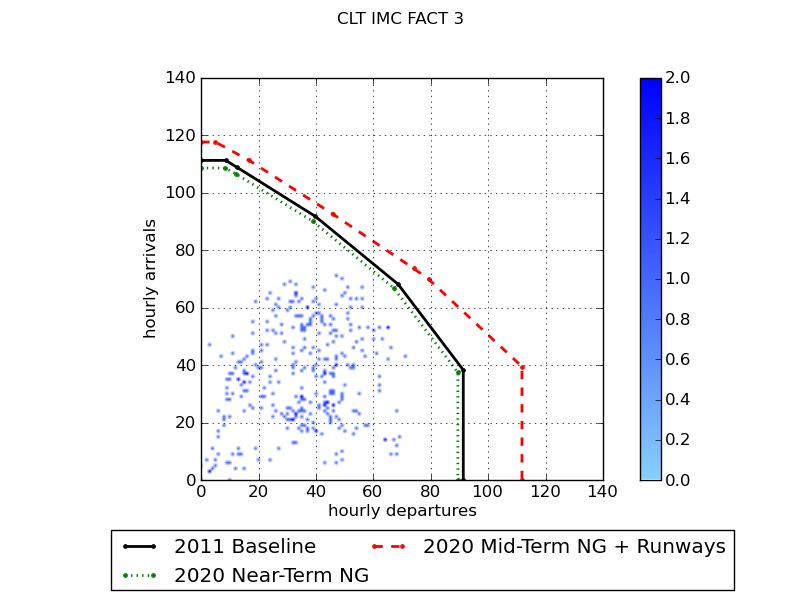 CLT IMC FACT 3
140
120
100
80
60
40
20
0
hourly arrivals
0 20 40 60 80 100 120 140
hourly departures
2.0
1.8
1.6
1.4
1.2
1.0
0.8
0.6
0.4
0.2
0.0
2011 Baseline
2020 Near-Term NG
2020 Mid-Term NG + Runways